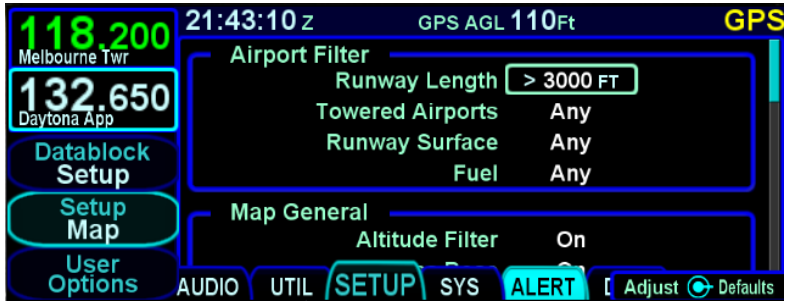 118.200
Melbourne Twr
132.650
Daytona App
Datablock
Setup
Setup
Map
User
Options
21:43:10 Z GPS AGL 110Ft GPS
Airport Filter
Runway Length > 3000 FT
Towered Airports Any
Runway Surface Any
Fuel Any
Map General
Altitude Filter On
AUDIO UTIL SETUP SYS ALERT Adjust Defaults